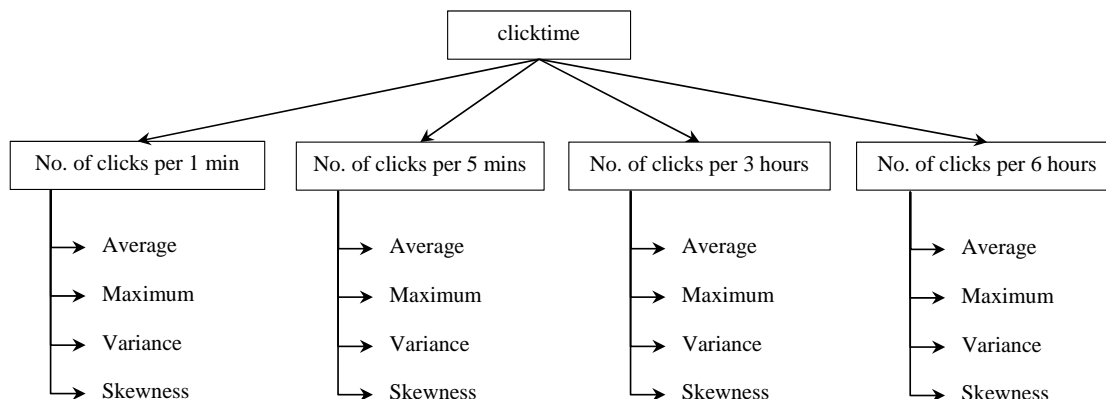 clicktime
No. of clicks per 1 min
No. of clicks per 5 mins
No. of clicks per 3 hours
No. of clicks per 6 hours
Average
Maximum
Variance
Skewness
Average
Maximum
Variance
Skewness
Average
Maximum
Variance
Skewness
Average
Maximum
Variance
Skewness